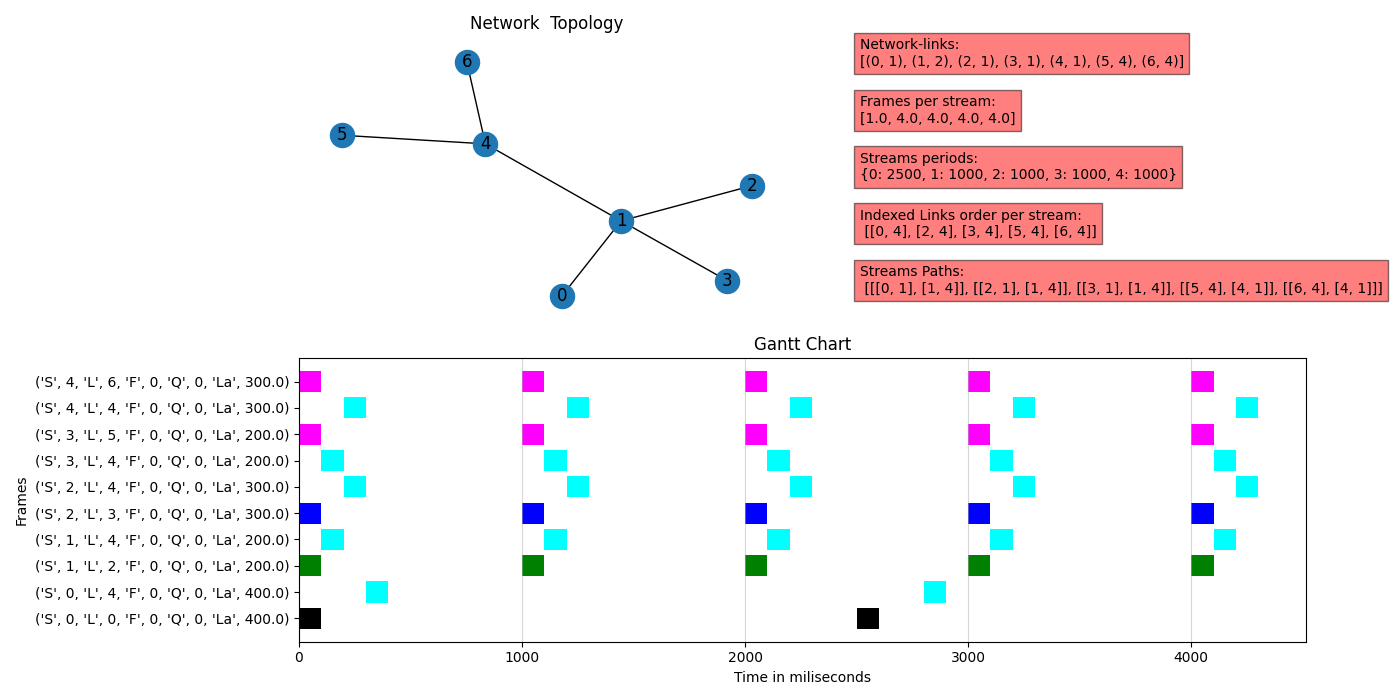 Network  Topology
6
5
4
2
1
3
0
Network-links:
[(0, 1), (1, 2), (2, 1), (3, 1), (4, 1), (5, 4), (6, 4)]
Frames per stream:
[1.0, 4.0, 4.0, 4.0, 4.0]
Streams periods:
{0: 2500, 1: 1000, 2: 1000, 3: 1000, 4: 1000}
Indexed Links order per stream:
[[0, 4], [2, 4], [3, 4], [5, 4], [6, 4]]
Streams Paths:
[[[0, 1], [1, 4]], [[2, 1], [1, 4]], [[3, 1], [1, 4]], [[5, 4], [4, 1]], [[6, 4], [4, 1]]]
Gantt Chart
Frames
('S', 4, 'L', 6, 'F', 0, 'Q', 0, 'La', 300.0)
('S', 4, 'L', 4, 'F', 0, 'Q', 0, 'La', 300.0)
('S', 3, 'L', 5, 'F', 0, 'Q', 0, 'La', 200.0)
('S', 3, 'L', 4, 'F', 0, 'Q', 0, 'La', 200.0)
('S', 2, 'L', 4, 'F', 0, 'Q', 0, 'La', 300.0)
('S', 2, 'L', 3, 'F', 0, 'Q', 0, 'La', 300.0)
('S', 1, 'L', 4, 'F', 0, 'Q', 0, 'La', 200.0)
('S', 1, 'L', 2, 'F', 0, 'Q', 0, 'La', 200.0)
('S', 0, 'L', 4, 'F', 0, 'Q', 0, 'La', 400.0)
('S', 0, 'L', 0, 'F', 0, 'Q', 0, 'La', 400.0)
0 1000 2000 3000 4000
Time in miliseconds